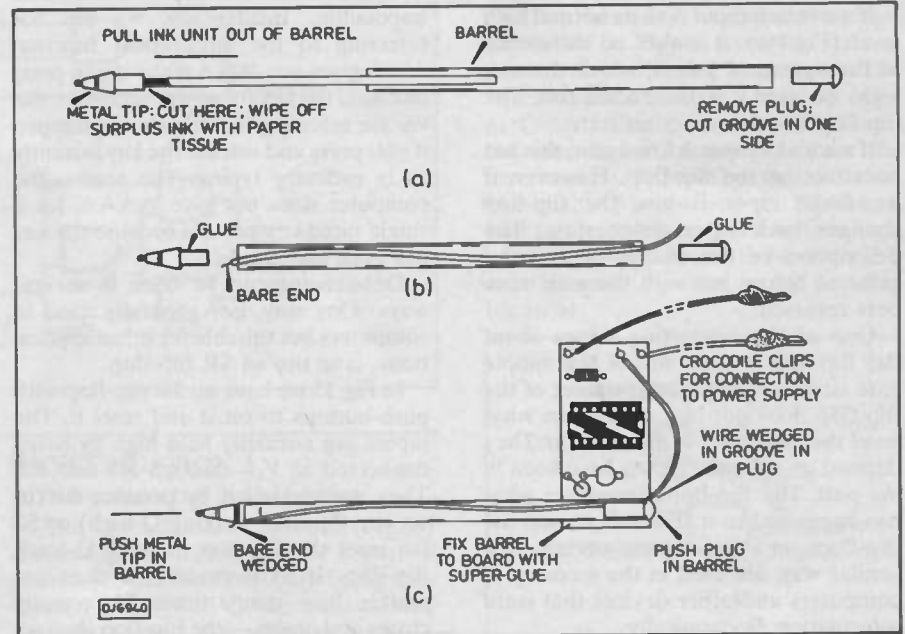 PULL INK UNIT OUT OF BARREL
BARREL
METAL TIP: CUT HERE; WIPE OFF
SURPLUS INK WITH PAPER
TISSUE
REMOVE PLUG;
CUT GROOVE IN ONE
SIDE
(a)
GLUE
GLUE
BARE END
(b)
CROCODILE CLIPS
FOR CONNECTION
TO POWER SUPPLY
WIRE WEDGED
IN GROOVE IN
PLUG
PUSH METAL
TIP IN
BARREL
BARE END
WEDGED
FIX BARREL
TO BOARD WITH
SUPER-GLUE
PUSH PLUG
IN BARREL
(c)